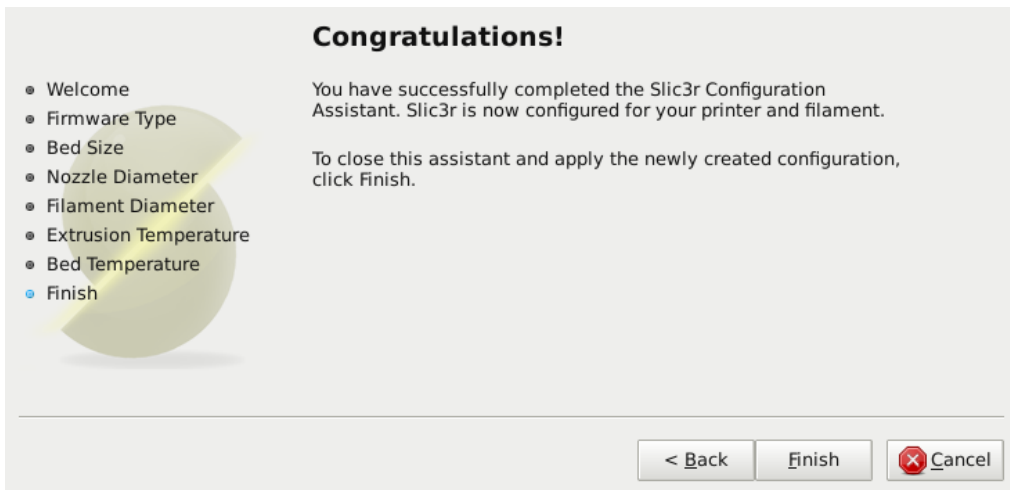 Congratulations!
Welcome
Firmware Type
Bed Size
Nozzle Diameter
Filament Diameter
Extrusion Temperature
Bed Temperature
Finish
You have successfully completed the Slic3r Configuration
Assistant. Slic3r is now configured for your printer and filament.
To close this assistant and apply the newly created configuration,
click Finish.
< Back
Finish
Cancel